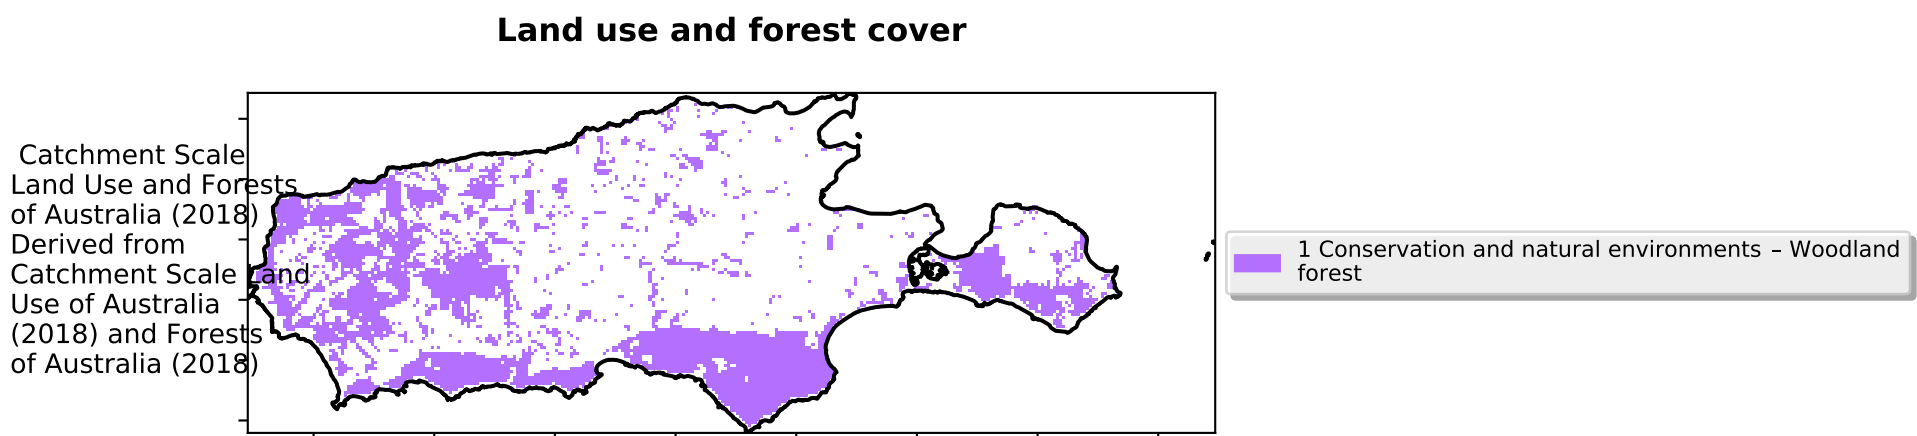 Land use and forest cover
Catchment Scale
Land Use and Forests
of Australia (2018)
Derived from
Catchment Scale Land
Use of Australia
(2018) and Forests
of Australia (2018)
1 Conservation and natural environments – Woodland
forest